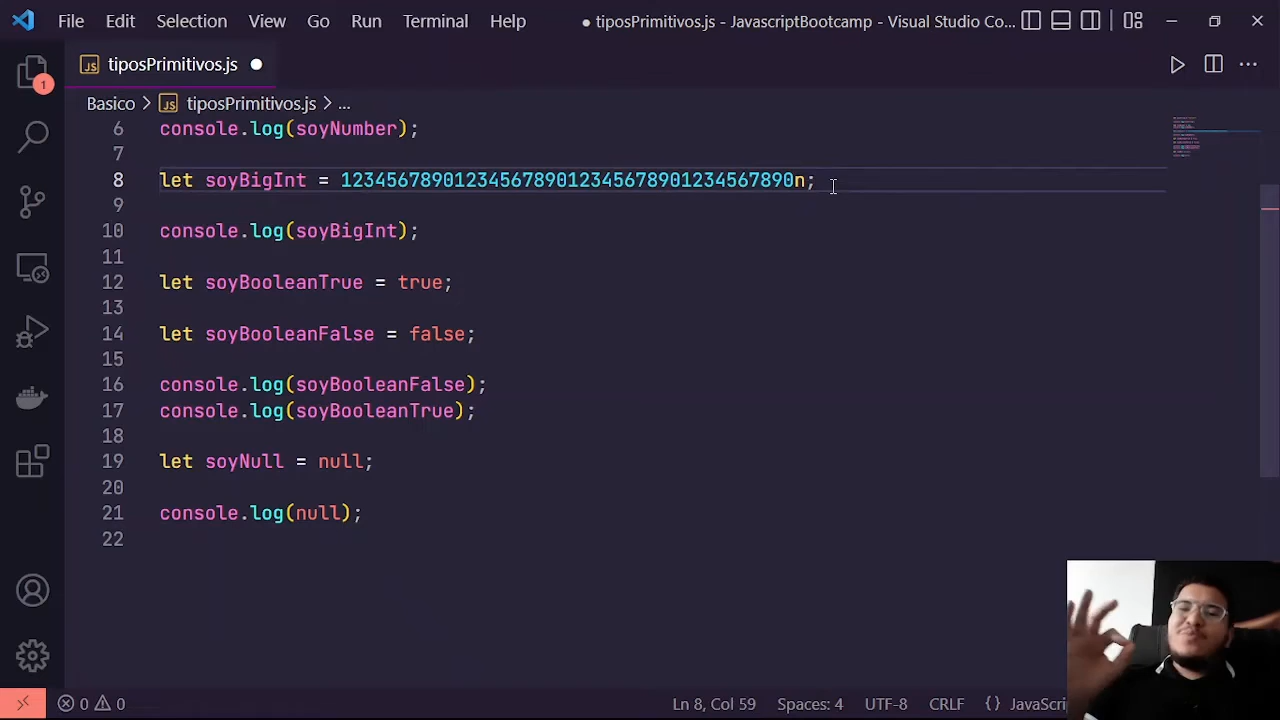 File Edit Selection View Go Run Terminal Help ● tiposPrimitivos.js - JavascriptBootcamp - Visual Studio Co...
JS tiposPrimitivos.js
1
Basico > JS tiposPrimitivos.js > ...
6 console.log(soyNumber);
7
8 let soyBigInt = 1234567890123456789012345678901234567890n;
9
10 console.log(soyBigInt);
11
12 let soyBooleanTrue = true;
13
14 let soyBooleanFalse = false;
15
16 console.log(soyBooleanFalse);
17 console.log(soyBooleanTrue);
18
19 let soyNull = null;
20
21 console.log(null);
22
0 0 Ln 8, Col 59 Spaces: 4 UTF-8 CRLF {} JavaScri